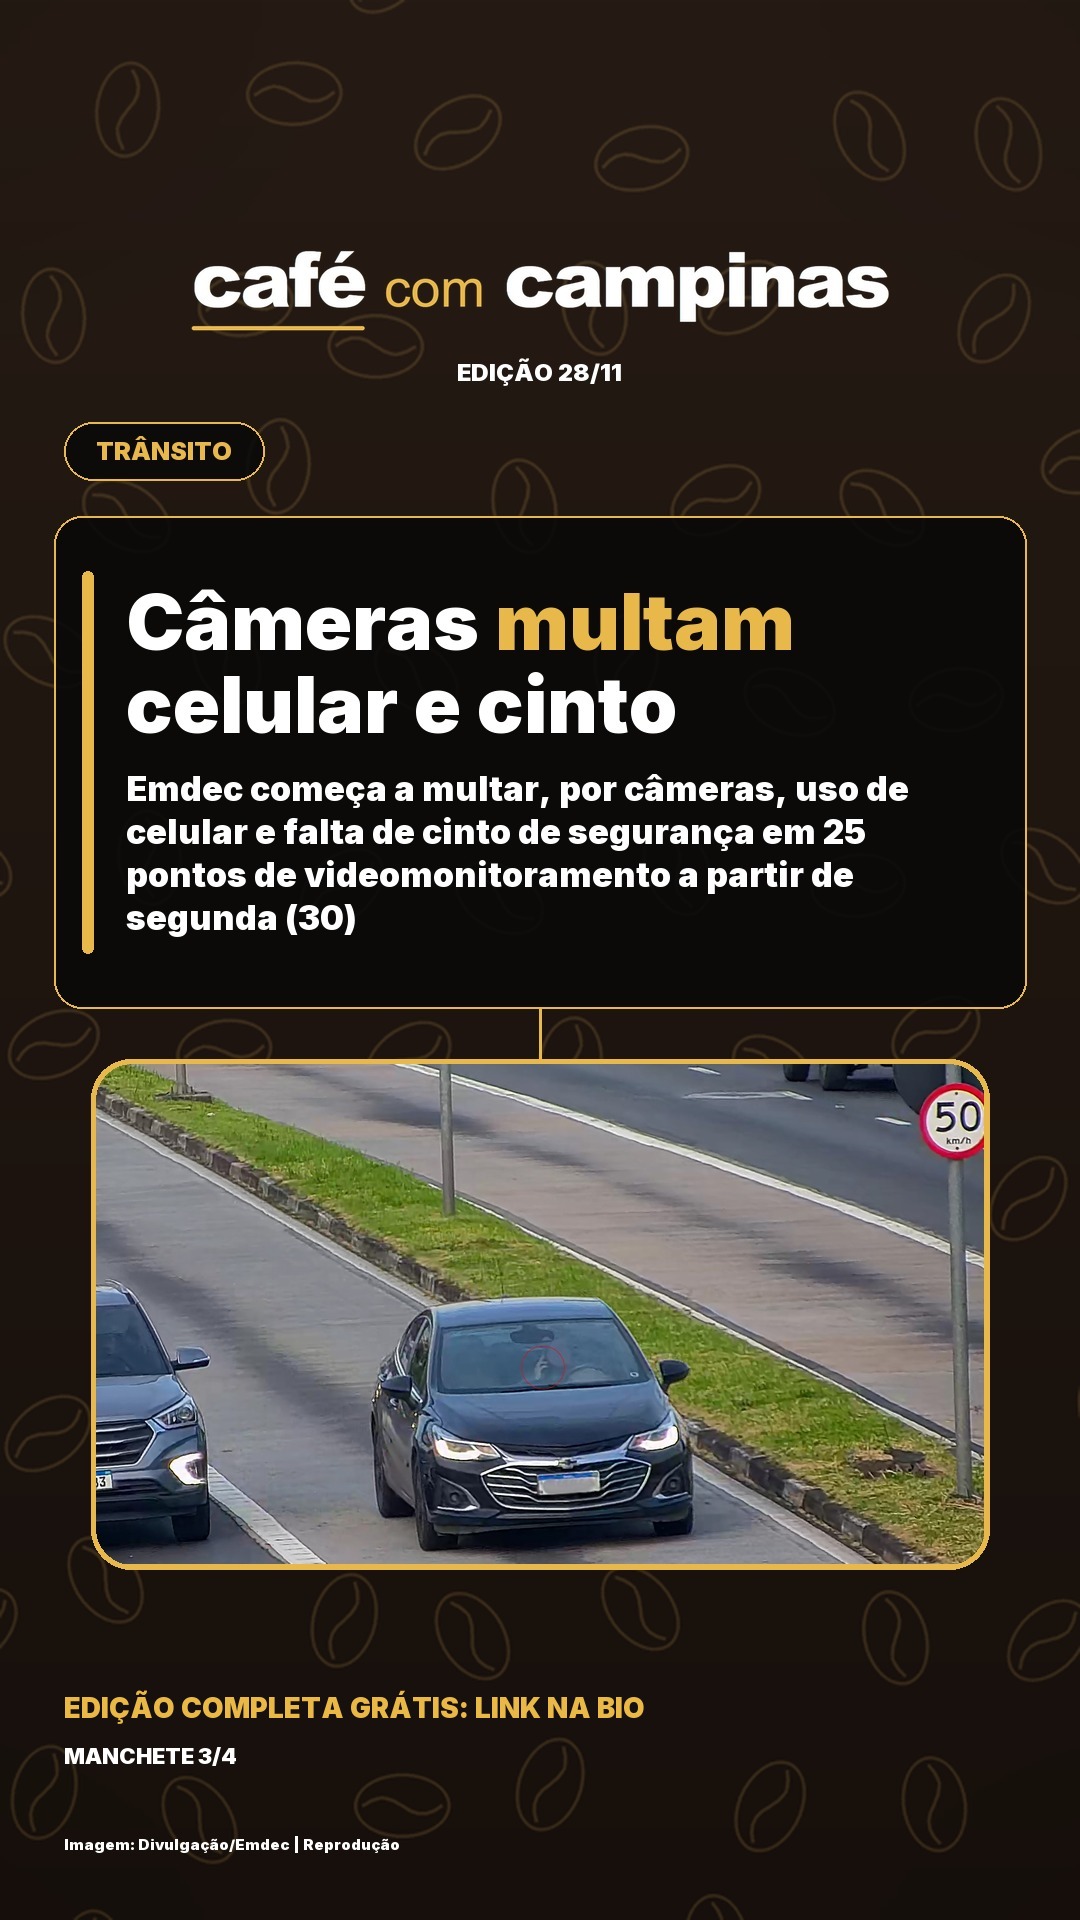 café com campinas
EDIÇÃO 28/11
TRÂNSITO
Câmeras multam
celular e cinto
Emdec começa a multar, por câmeras, uso de
celular e falta de cinto de segurança em 25
pontos de videomonitoramento a partir de
segunda (30)
50
km/h
EDIÇÃO COMPLETA GRÁTIS: LINK NA BIO
MANCHETE 3/4
Imagem: Divulgação/Emdec | Reprodução